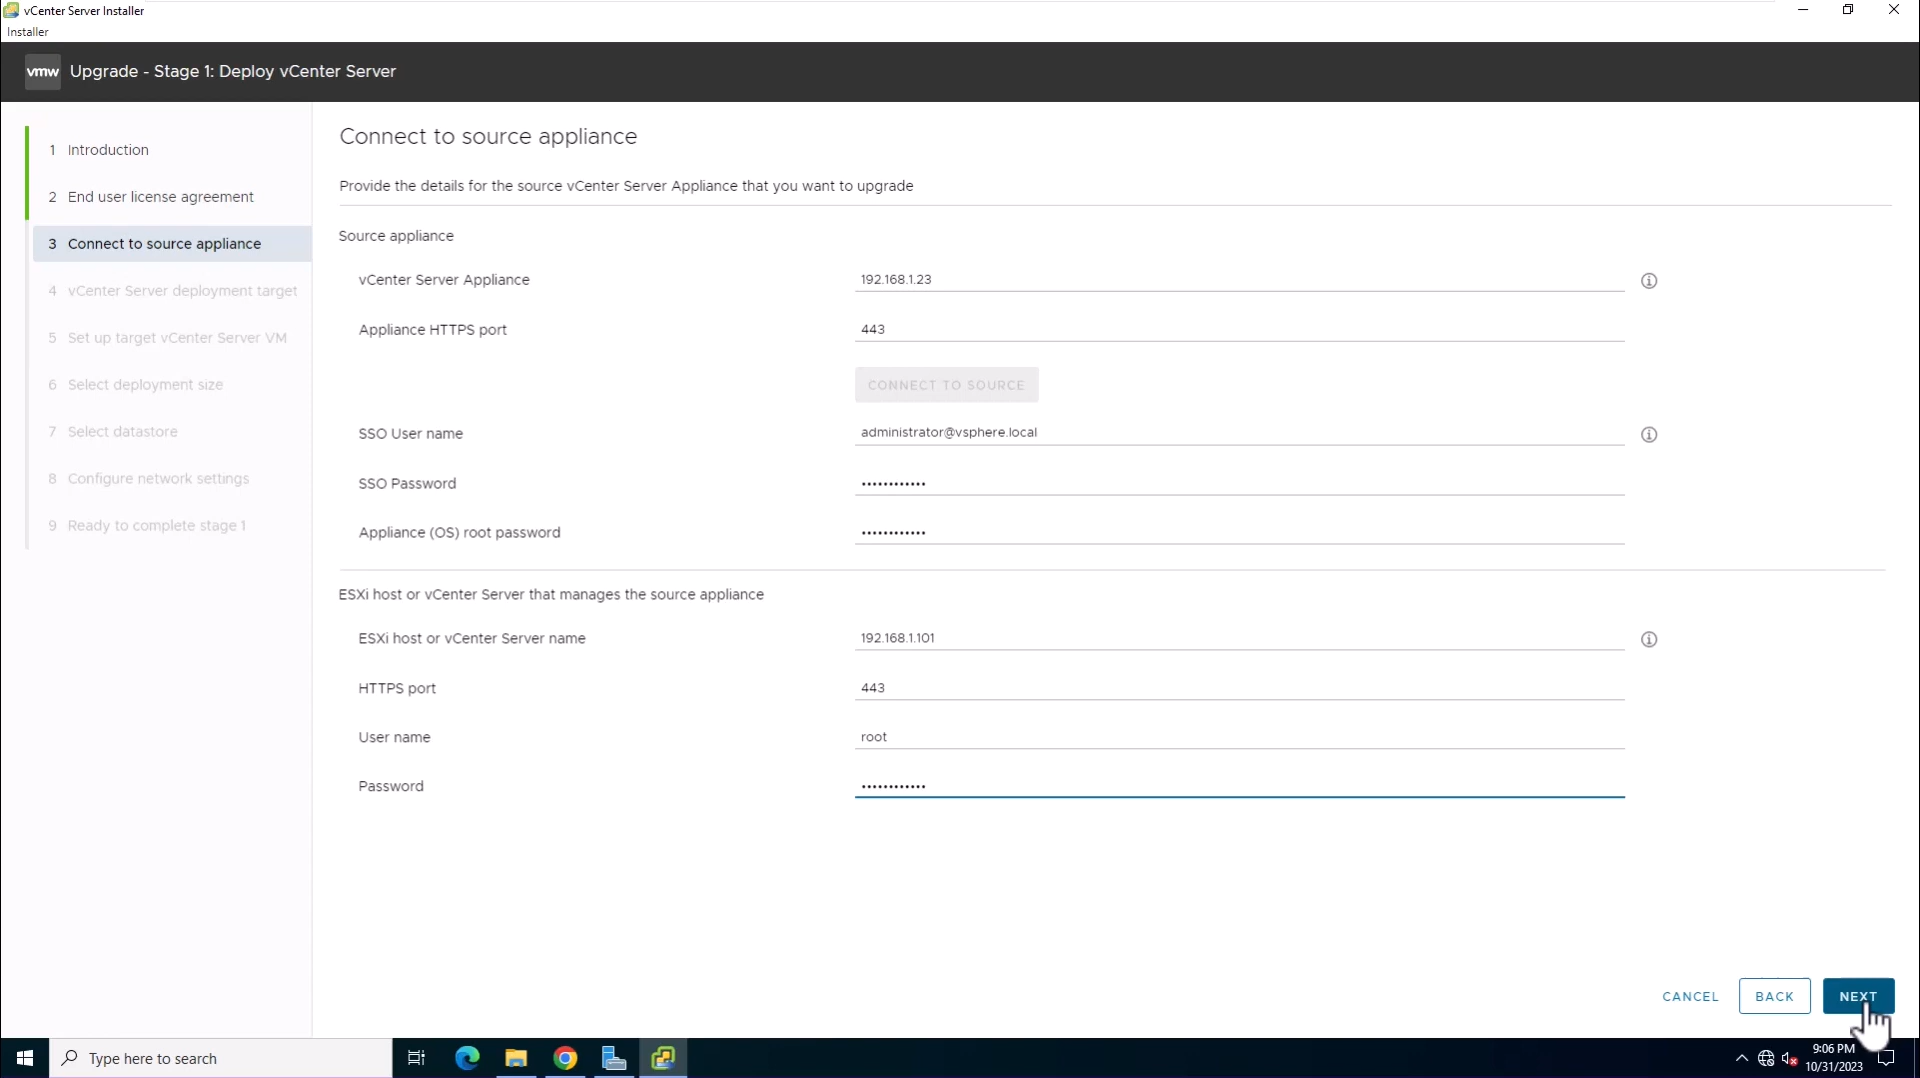 vCenter Server Installer
Installer
vmw Upgrade - Stage 1: Deploy vCenter Server
1 Introduction
2 End user license agreement
3 Connect to source appliance
4 vCenter Server deployment target
5 Set up target vCenter Server VM
6 Select deployment size
7 Select datastore
8 Configure network settings
9 Ready to complete stage 1
Connect to source appliance
Provide the details for the source vCenter Server Appliance that you want to upgrade
Source appliance
vCenter Server Appliance 192.168.1.23
Appliance HTTPS port 443
CONNECT TO SOURCE
SSO User name administrator@vsphere.local
SSO Password ••••••••••••
Appliance (OS) root password ••••••••••••
ESXi host or vCenter Server that manages the source appliance
ESXi host or vCenter Server name 192.168.1.101
HTTPS port 443
User name root
Password ••••••••••••
CANCEL BACK NEXT
Type here to search
9:06 PM
10/31/2023